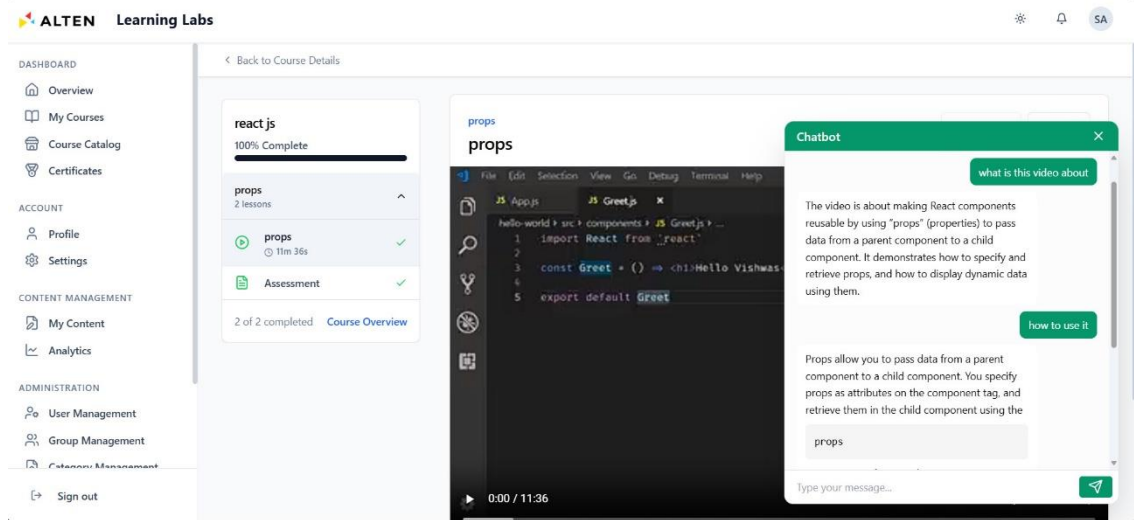 ALTEN Learning Labs
SA
DASHBOARD
Overview
My Courses
Course Catalog
Certificates
ACCOUNT
Profile
Settings
CONTENT MANAGEMENT
My Content
Analytics
ADMINISTRATION
User Management
Group Management
Category Management
Sign out
Back to Course Details
react js
100% Complete
props
2 lessons
props
11m 36s
Assessment
2 of 2 completed Course Overview
props
props
File Edit Selection View Go Debug Terminal Help
JS App.js JS Greet.js ×
hello-world › src › components › JS Greet.js › ...
1 import React from 'react'
2
3 const Greet = () => <h1>Hello Vishwas<
4
5 export default Greet
0:00 / 11:36
Chatbot
what is this video about
The video is about making React components
reusable by using "props" (properties) to pass
data from a parent component to a child
component. It demonstrates how to specify and
retrieve props, and how to display dynamic data
using them.
how to use it
Props allow you to pass data from a parent
component to a child component. You specify
props as attributes on the component tag, and
retrieve them in the child component using the
props
Type your message...